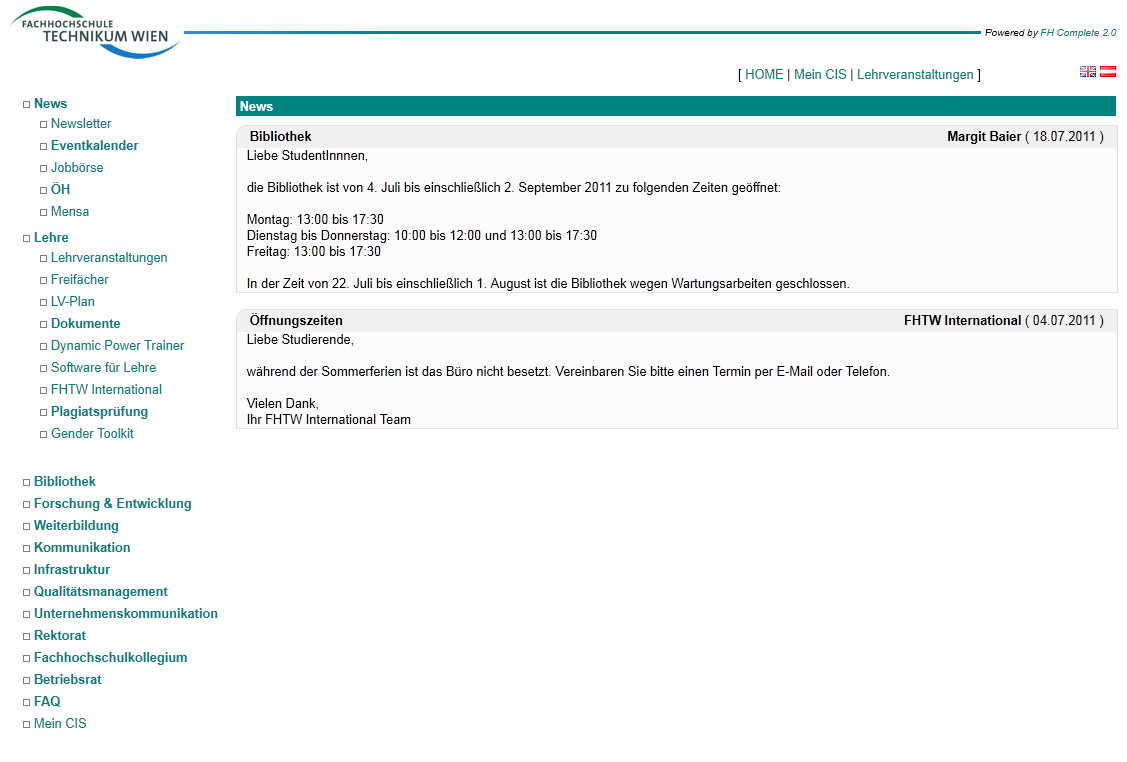 FACHHOCHSCHULE
TECHNIKUM WIEN
Powered by FH Complete 2.0
[ HOME | Mein CIS | Lehrveranstaltungen ]
News
Newsletter
Eventkalender
Jobbörse
ÖH
Mensa
Lehre
Lehrveranstaltungen
Freifächer
LV-Plan
Dokumente
Dynamic Power Trainer
Software für Lehre
FHTW International
Plagiatsprüfung
Gender Toolkit
Bibliothek
Forschung & Entwicklung
Weiterbildung
Kommunikation
Infrastruktur
Qualitätsmanagement
Unternehmenskommunikation
Rektorat
Fachhochschulkollegium
Betriebsrat
FAQ
Mein CIS
News
Bibliothek Margit Baier ( 18.07.2011 )
Liebe StudentInnnen,
die Bibliothek ist von 4. Juli bis einschließlich 2. September 2011 zu folgenden Zeiten geöffnet:
Montag: 13:00 bis 17:30
Dienstag bis Donnerstag: 10:00 bis 12:00 und 13:00 bis 17:30
Freitag: 13:00 bis 17:30
In der Zeit von 22. Juli bis einschließlich 1. August ist die Bibliothek wegen Wartungsarbeiten geschlossen.
Öffnungszeiten FHTW International ( 04.07.2011 )
Liebe Studierende,
während der Sommerferien ist das Büro nicht besetzt. Vereinbaren Sie bitte einen Termin per E-Mail oder Telefon.
Vielen Dank,
Ihr FHTW International Team